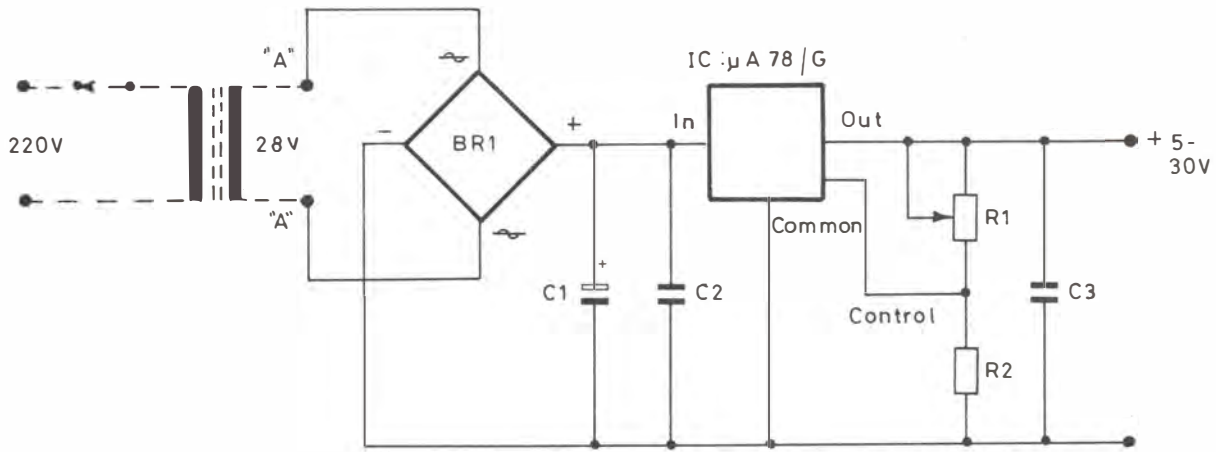 IC :μA 78/G
"A"
220V
28V
"A"
BR1
-
+
In
Out
Common
Control
+
C1
C2
R1
R2
C3
+ 5-
30V